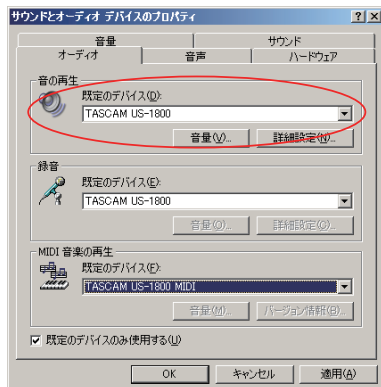 サウンドとオーディオ デバイスのプロパティ
音量 サウンド
オーディオ 音声 ハードウェア
音の再生
既定のデバイス(D):
TASCAM US-1800
音量(V)... 詳細設定(N)...
録音
既定のデバイス(E):
TASCAM US-1800
音量(O)... 詳細設定(G)...
MIDI 音楽の再生
既定のデバイス(F):
TASCAM US-1800 MIDI
音量(M)... バージョン情報(B)...
既定のデバイスのみ使用する(U)
OK キャンセル 適用(A)